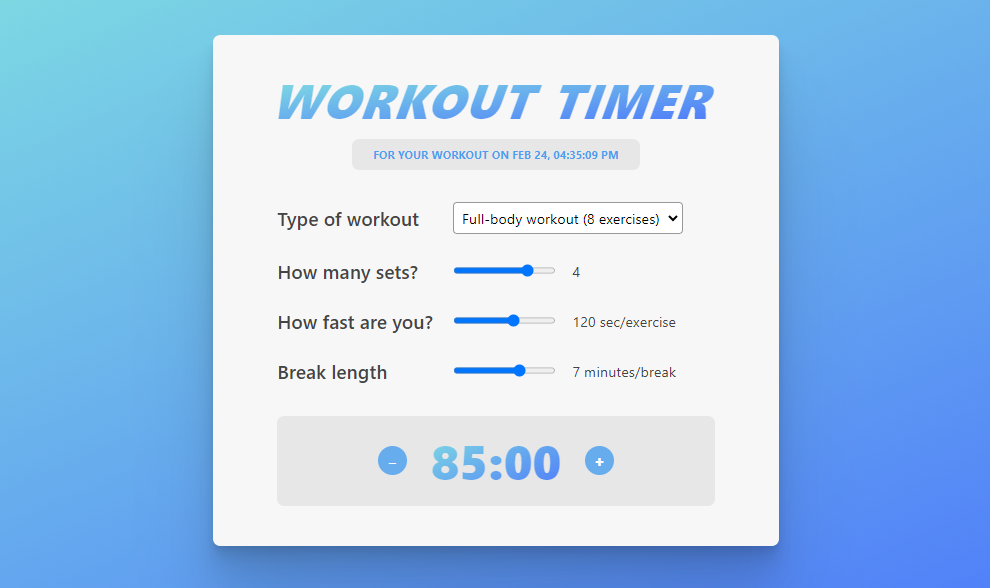 WORKOUT TIMER
FOR YOUR WORKOUT ON FEB 24, 04:35:09 PM
Type of workout Full-body workout (8 exercises)
How many sets? 4
How fast are you? 120 sec/exercise
Break length 7 minutes/break
– 85:00 +